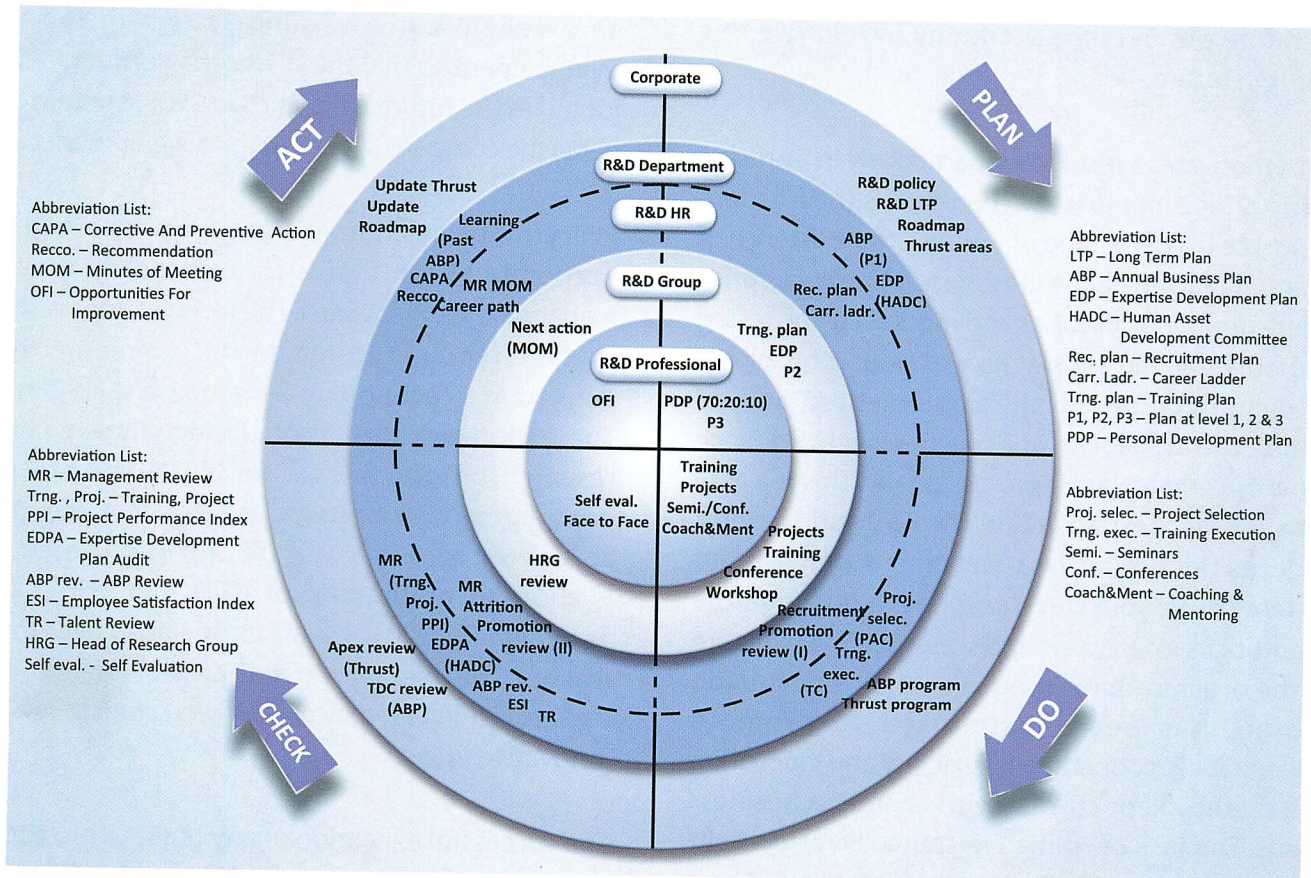 Corporate
R&D Department
R&D HR
R&D Group
R&D Professional
ACT
Update Thrust
Update
Roadmap
Learning
(Past
ABP)
CAPA
Recco.
MR MOM
Career path
Next action
(MOM)
OFI
Abbreviation List:
CAPA – Corrective And Preventive Action
Recco. – Recommendation
MOM – Minutes of Meeting
OFI – Opportunities For
Improvement
PLAN
R&D policy
R&D LTP
Roadmap
Thrust areas
ABP
(P1)
EDP
(HADC)
Rec. plan
Carr. ladr.
Trng. plan
EDP
P2
PDP (70:20:10)
P3
Abbreviation List:
LTP – Long Term Plan
ABP – Annual Business Plan
EDP – Expertise Development Plan
HADC – Human Asset
Development Committee
Rec. plan – Recruitment Plan
Carr. Ladr. – Career Ladder
Trng. plan – Training Plan
P1, P2, P3 – Plan at level 1, 2 & 3
PDP – Personal Development Plan
Abbreviation List:
MR – Management Review
Trng. , Proj. – Training, Project
PPI – Project Performance Index
EDPA – Expertise Development
Plan Audit
ABP rev. – ABP Review
ESI – Employee Satisfaction Index
TR – Talent Review
HRG – Head of Research Group
Self eval. - Self Evaluation
CHECK
Self eval.
Face to Face
HRG
review
MR
Attrition
Promotion
review (II)
MR
(Trng.
Proj.
PPI)
EDPA
(HADC)
ABP rev.
ESI
TR
Apex review
(Thrust)
TDC review
(ABP)
Training
Projects
Semi./Conf.
Coach&Ment
Projects
Training
Conference
Workshop
Recruitment
Promotion
review (I)
Proj.
selec.
(PAC)
Trng.
exec.
(TC)
ABP program
Thrust program
DO
Abbreviation List:
Proj. selec. – Project Selection
Trng. exec. – Training Execution
Semi. – Seminars
Conf. – Conferences
Coach&Ment – Coaching &
Mentoring